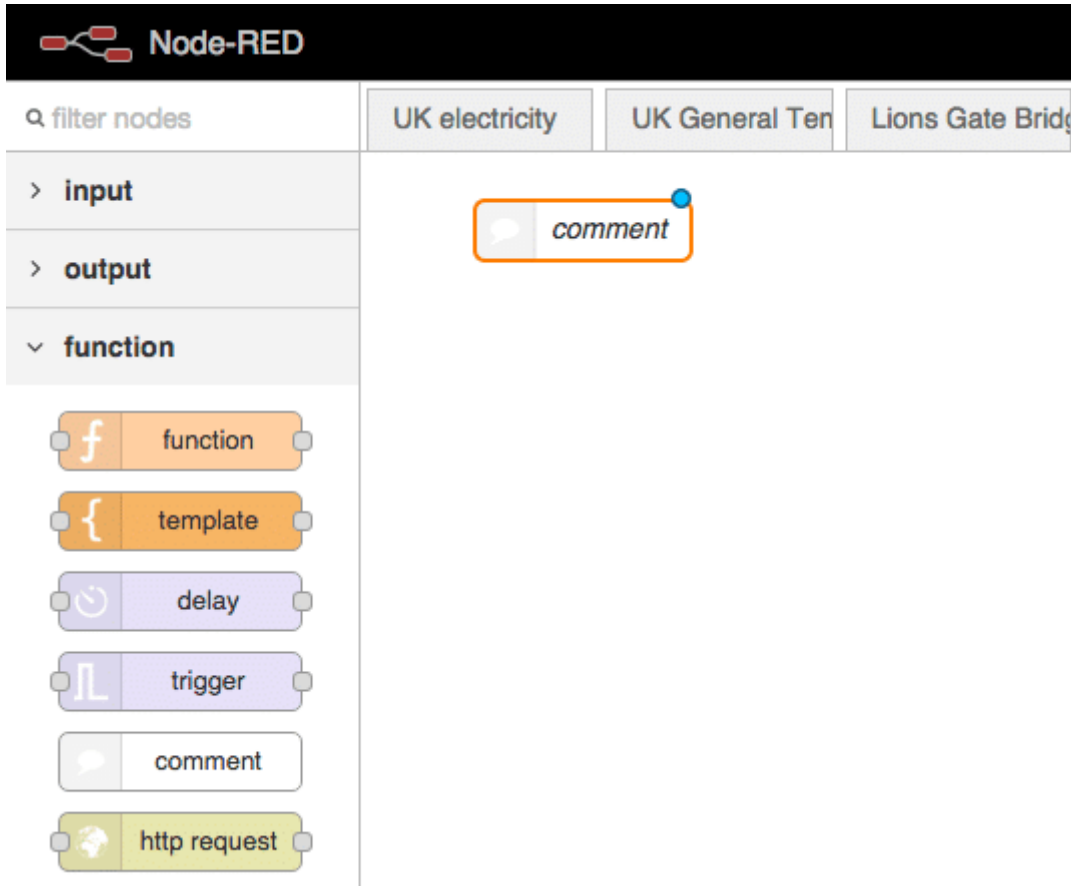 Node-RED
filter nodes
UK electricity
UK General Ten
Lions Gate Bridg
input
output
function
comment
function
template
delay
trigger
comment
http request